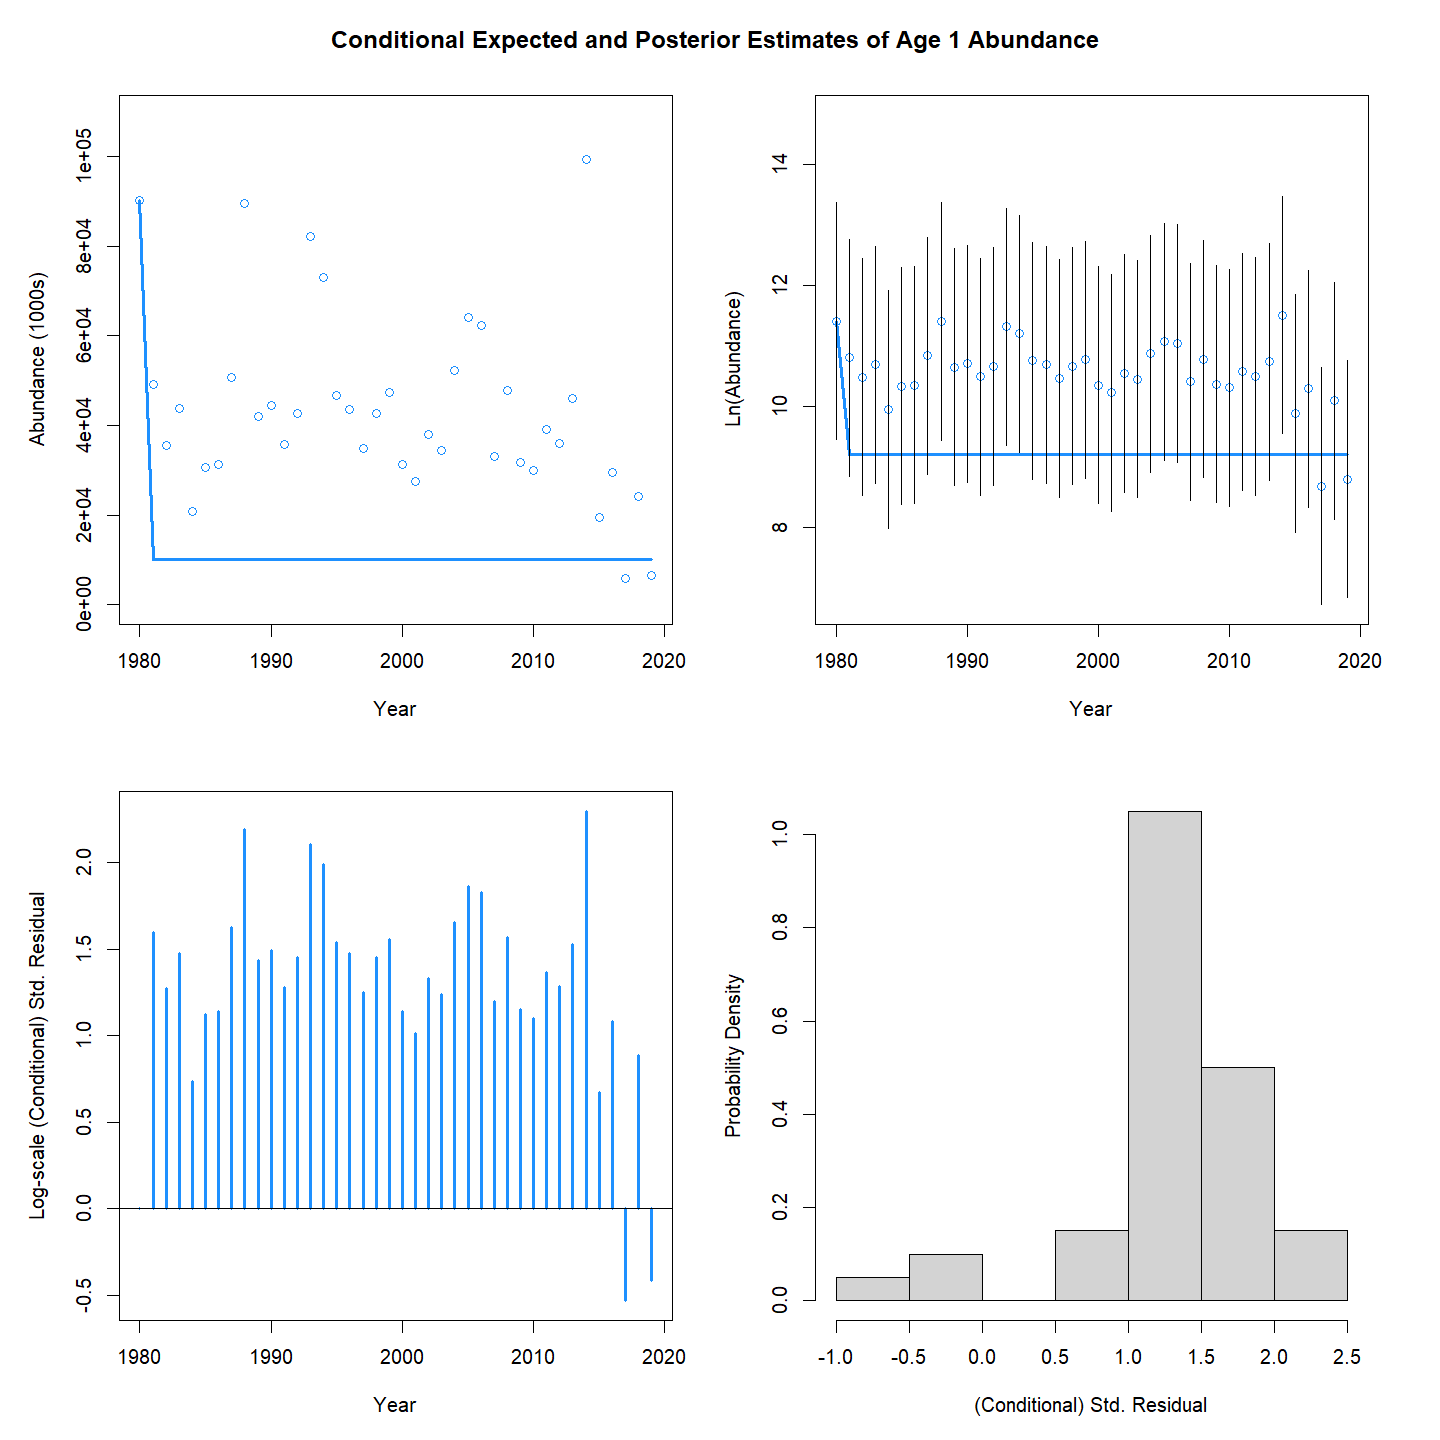 Conditional Expected and Posterior Estimates of Age 1 Abundance
Abundance (1000s)
1e+05
8e+04
6e+04
4e+04
2e+04
0e+00
1980 1990 2000 2010 2020
Year
Ln(Abundance)
14
12
10
8
1980 1990 2000 2010 2020
Year
Log-scale (Conditional) Std. Residual
2.0
1.5
1.0
0.5
0.0
-0.5
1980 1990 2000 2010 2020
Year
Probability Density
1.0
0.8
0.6
0.4
0.2
0.0
-1.0 -0.5 0.0 0.5 1.0 1.5 2.0 2.5
(Conditional) Std. Residual